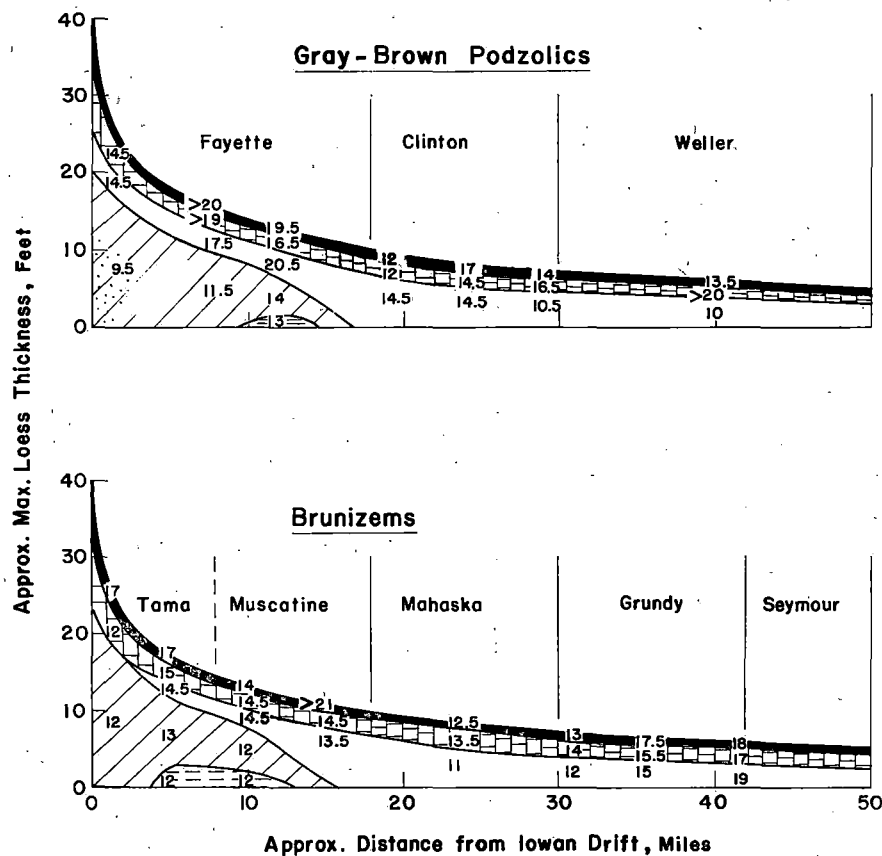 40
Gray-Brown Podzolics
30
Fayette Clinton Weller
14.5
20
14.5
>20
>19 19.5
17.5 16.5
10
20.5
12 17 14 13.5
12 14.5 16.5 >20
9.5
11.5 14 14.5 14.5 10.5 10
13
0
0 10 20 30 40 50
Approx. Max. Loess Thickness, Feet
40
Brunizems
30
Tama Muscatine Mahaska Grundy Seymour
17
20
12
17
15 14
14.5 14.5 >21
10
14.5 14.5 12.5 13 17.5 18
12 13 12 13.5 13.5 14 15.5 17
11 12 15 19
12 12
0
0 10 20 30 40 50
Approx. Distance from Iowan Drift, Miles